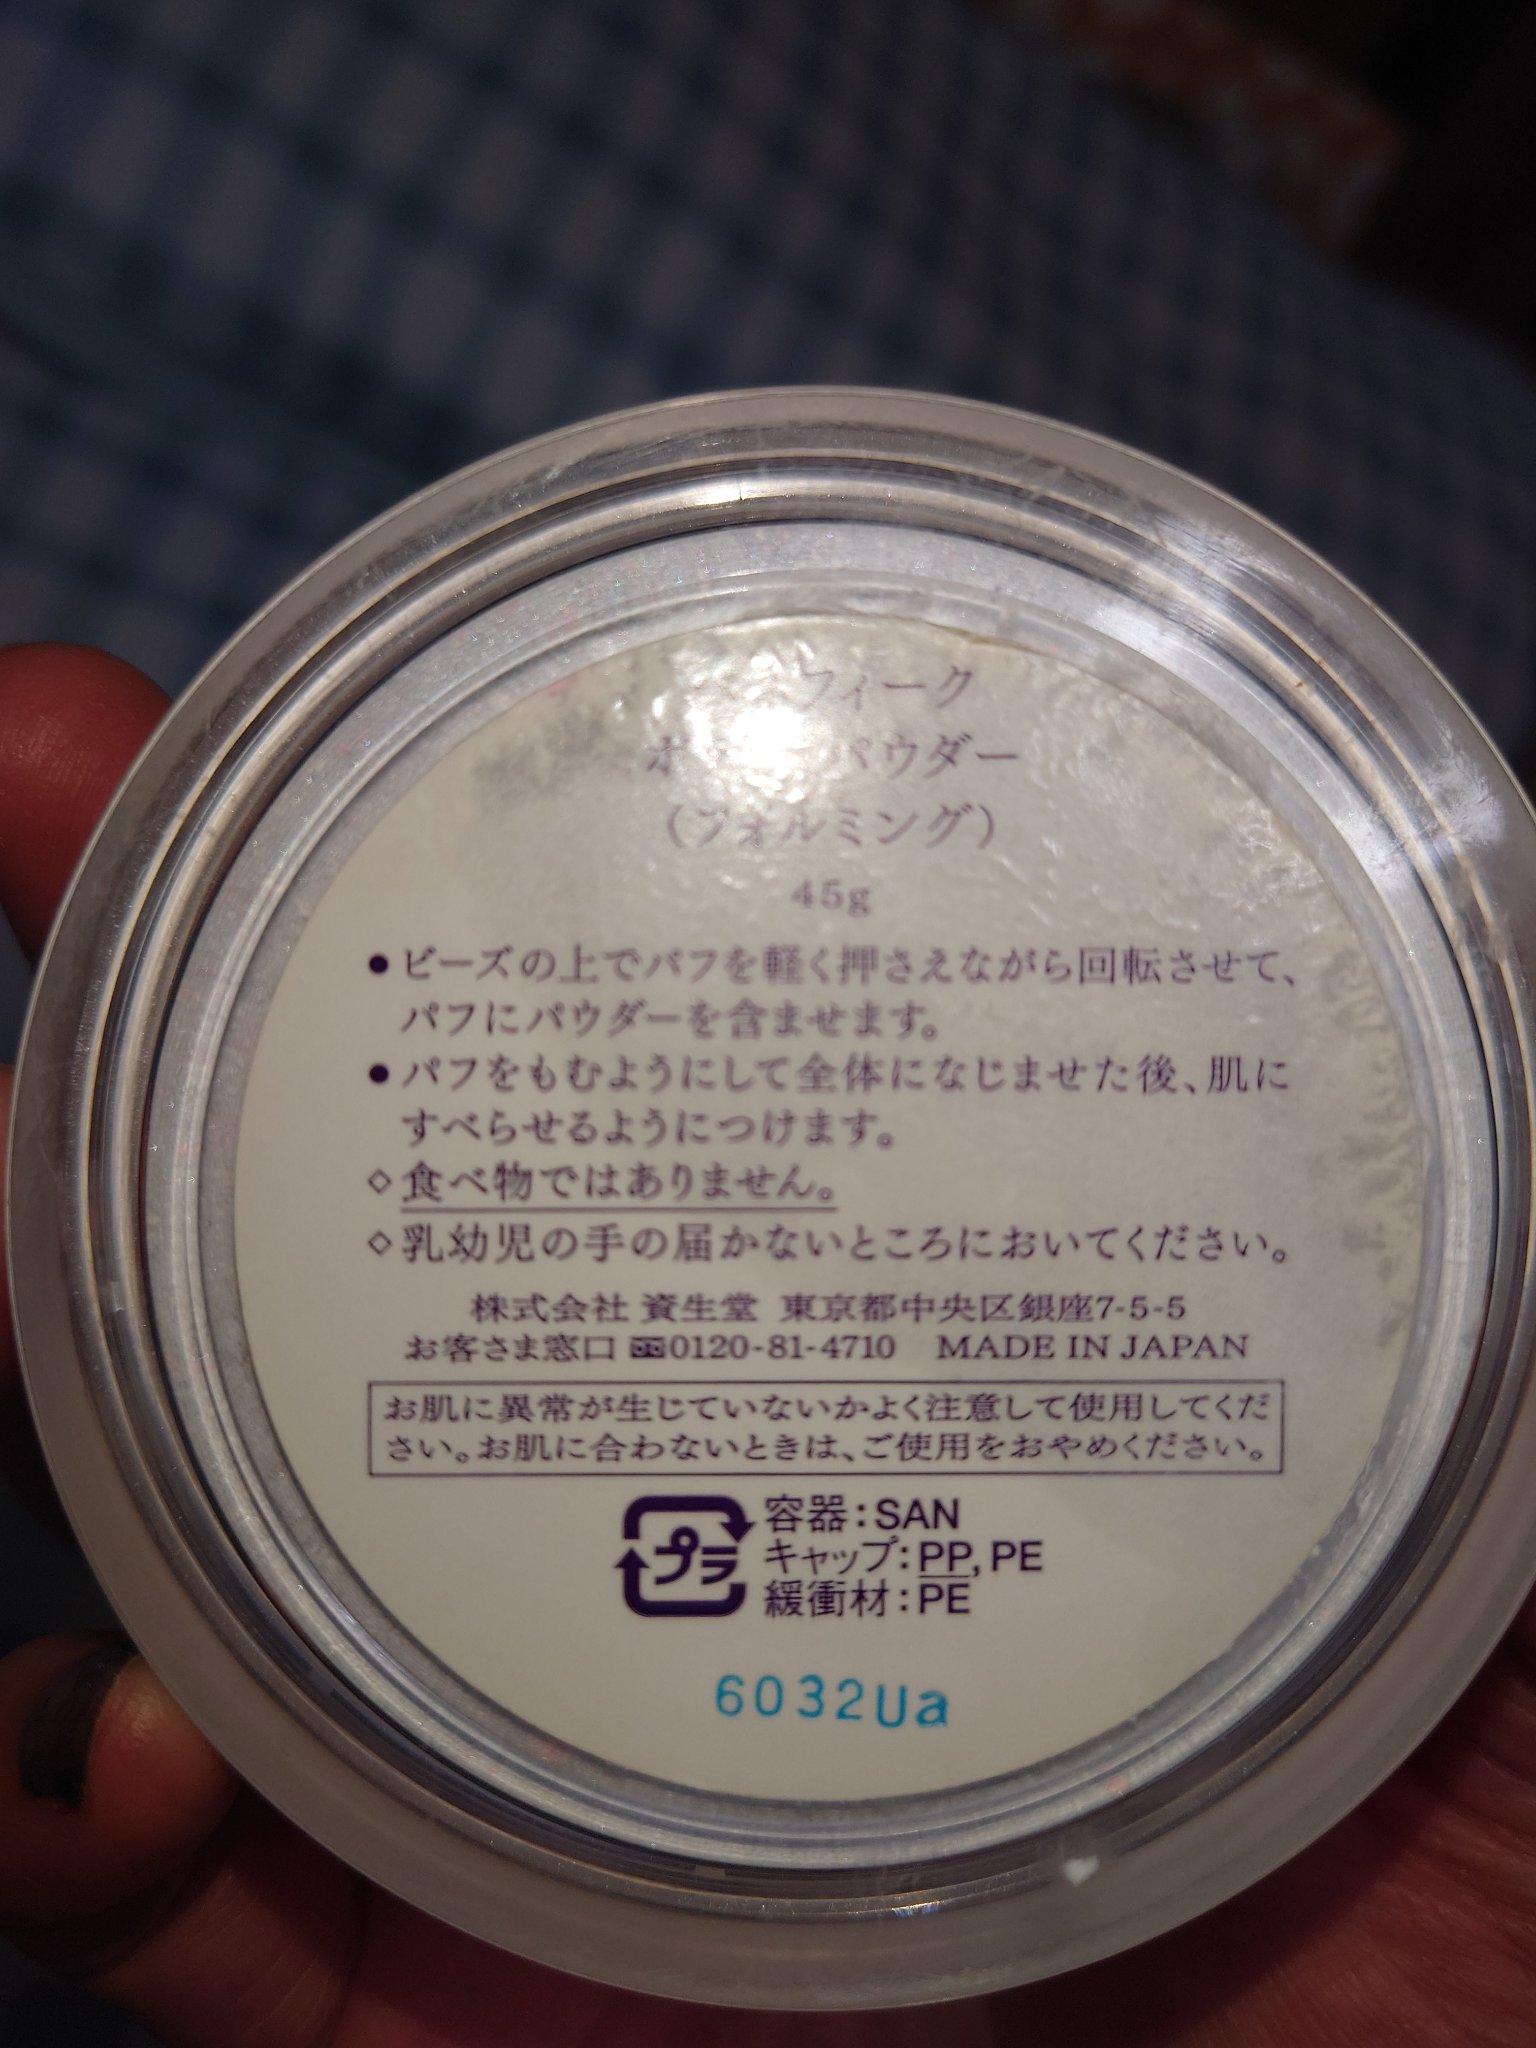 フィーク
パウダー
(フォルミング)
45g
●ビーズの上でパフを軽く押さえながら回転させて、
パフにパウダーを含ませます。
●パフをもむようにして全体になじませた後、肌に
すべらせるようにつけます。
◇食べ物ではありません。
◇乳幼児の手の届かないところにおいてください。
株式会社 資生堂 東京都中央区銀座7-5-5
お客さま窓口 0120-81-4710 MADE IN JAPAN
お肌に異常が生じていないかよく注意して使用してくだ
さい。お肌に合わないときは、ご使用をおやめください。
プラ
容器:SAN
キャップ:PP, PE
緩衝材:PE
6032Ua